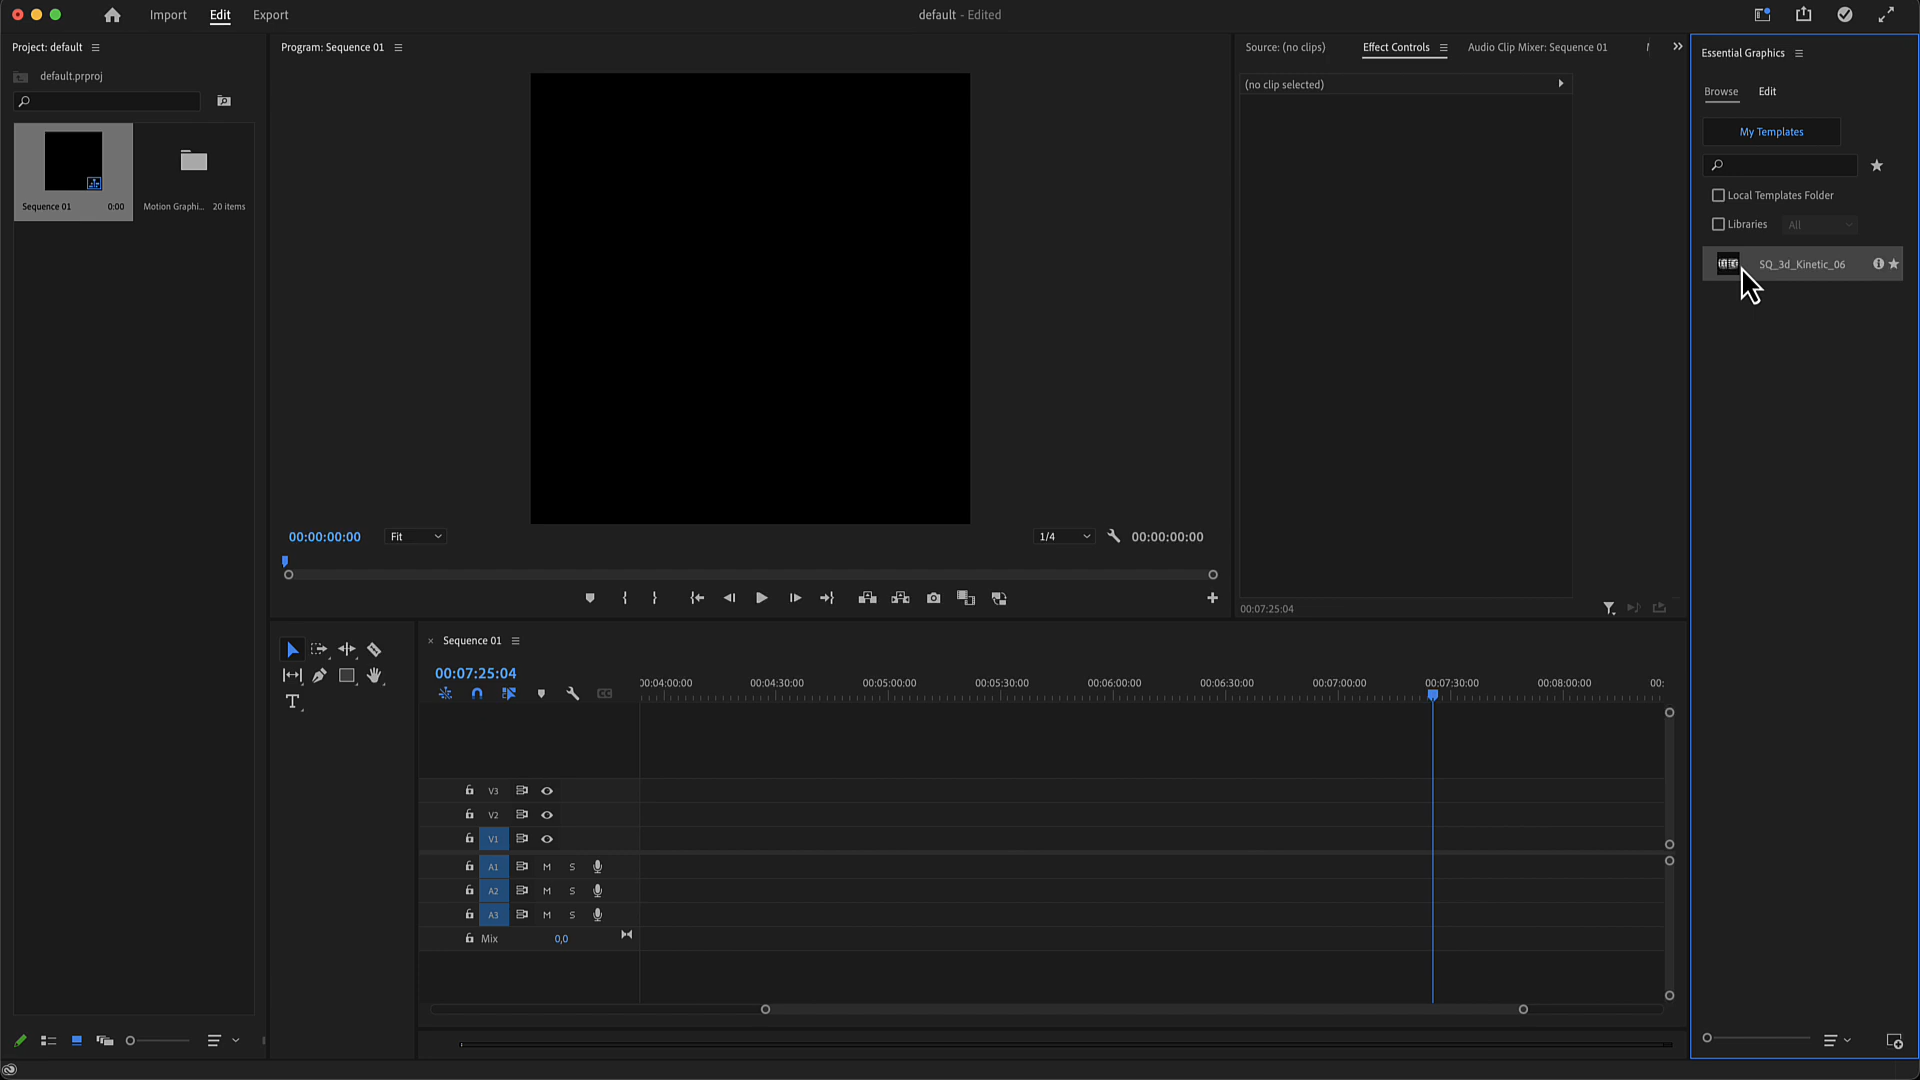 Import
Edit
Export
default - Edited
Project: default
default.prproj
Sequence 01
0:00
Motion Graphi...
20 items
Program: Sequence 01
00:00:00:00
Fit
1/4
00:00:00:00
Source: (no clips)
Effect Controls
Audio Clip Mixer: Sequence 01
(no clip selected)
00:07:25:04
Essential Graphics
Browse
Edit
My Templates
Local Templates Folder
Libraries
All
SQ_3d_Kinetic_06
× Sequence 01
00:07:25:04
00:04:00:00
00:04:30:00
00:05:00:00
00:05:30:00
00:06:00:00
00:06:30:00
00:07:00:00
00:07:30:00
00:08:00:00
00:
CC
V3
V2
V1
A1 M S
A2 M S
A3 M S
Mix 0,0
T